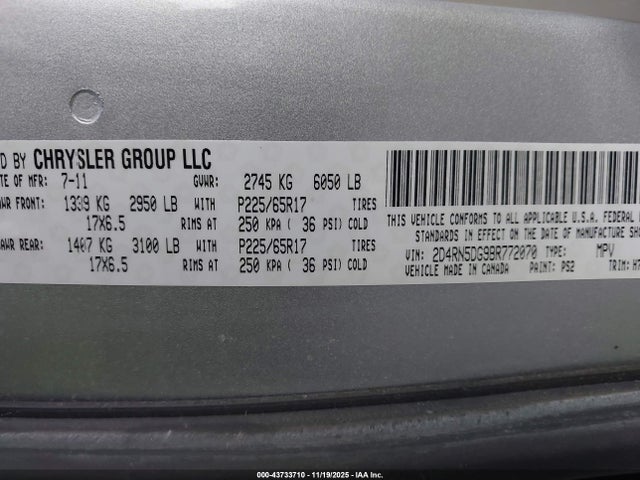 D BY CHRYSLER GROUP LLC
TE OF MFR: 7-11 GVWR: 2745 KG 6050 LB
WR FRONT: 1339 KG 2950 LB WITH P225/65R17 TIRES
17X6.5 RIMS AT 250 KPA ( 36 PSI) COLD
AWR REAR: 1407 KG 3100 LB WITH P225/65R17 TIRES
17X6.5 RIMS AT 250 KPA ( 36 PSI) COLD
THIS VEHICLE CONFORMS TO ALL APPLICABLE U.S.A. FEDERAL
STANDARDS IN EFFECT ON THE DATE OF MANUFACTURE SHOW
VIN: 2D4RN5DG9BR772070 TYPE: MPV
VEHICLE MADE IN CANADA PAINT: PS2 TRIM: H7
000-43733710 - 11/19/2025 - IAA Inc.